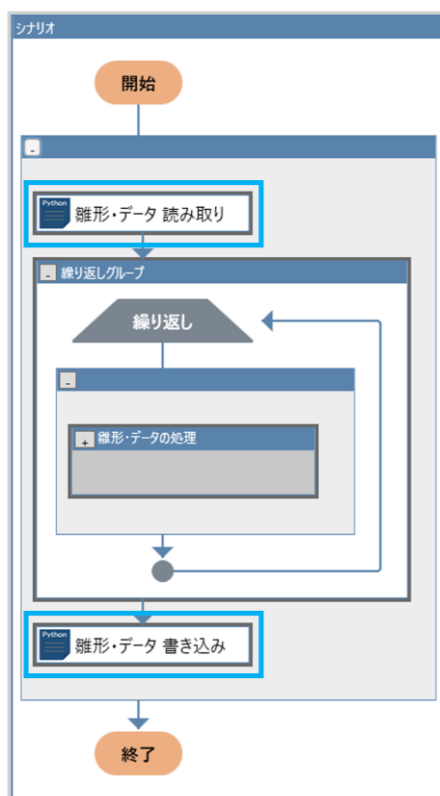 シナリオ
開始
-
Python
雛形・データ 読み取り
- 繰り返しグループ
繰り返し
-
+ 雛形・データの処理
Python
雛形・データ 書き込み
終了